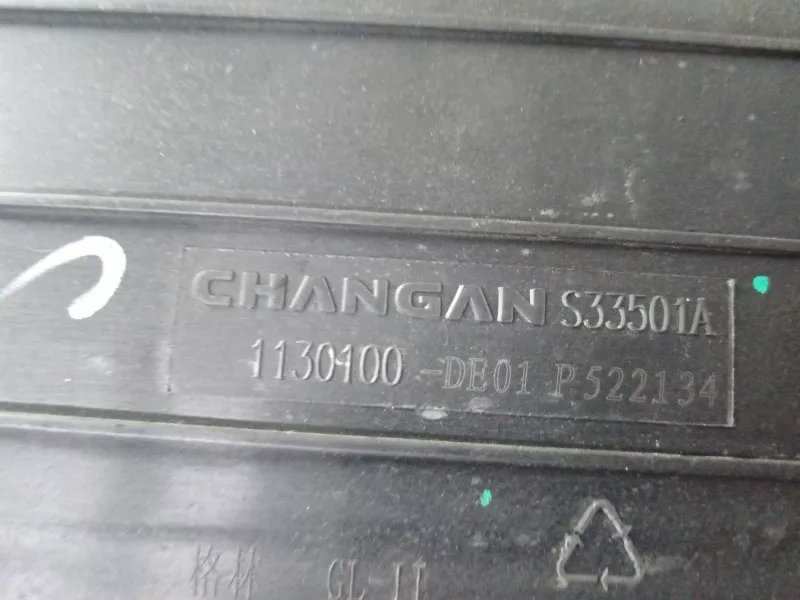 CHANGAN S33501A
1130100-DE01 P522134
格林 GL-II